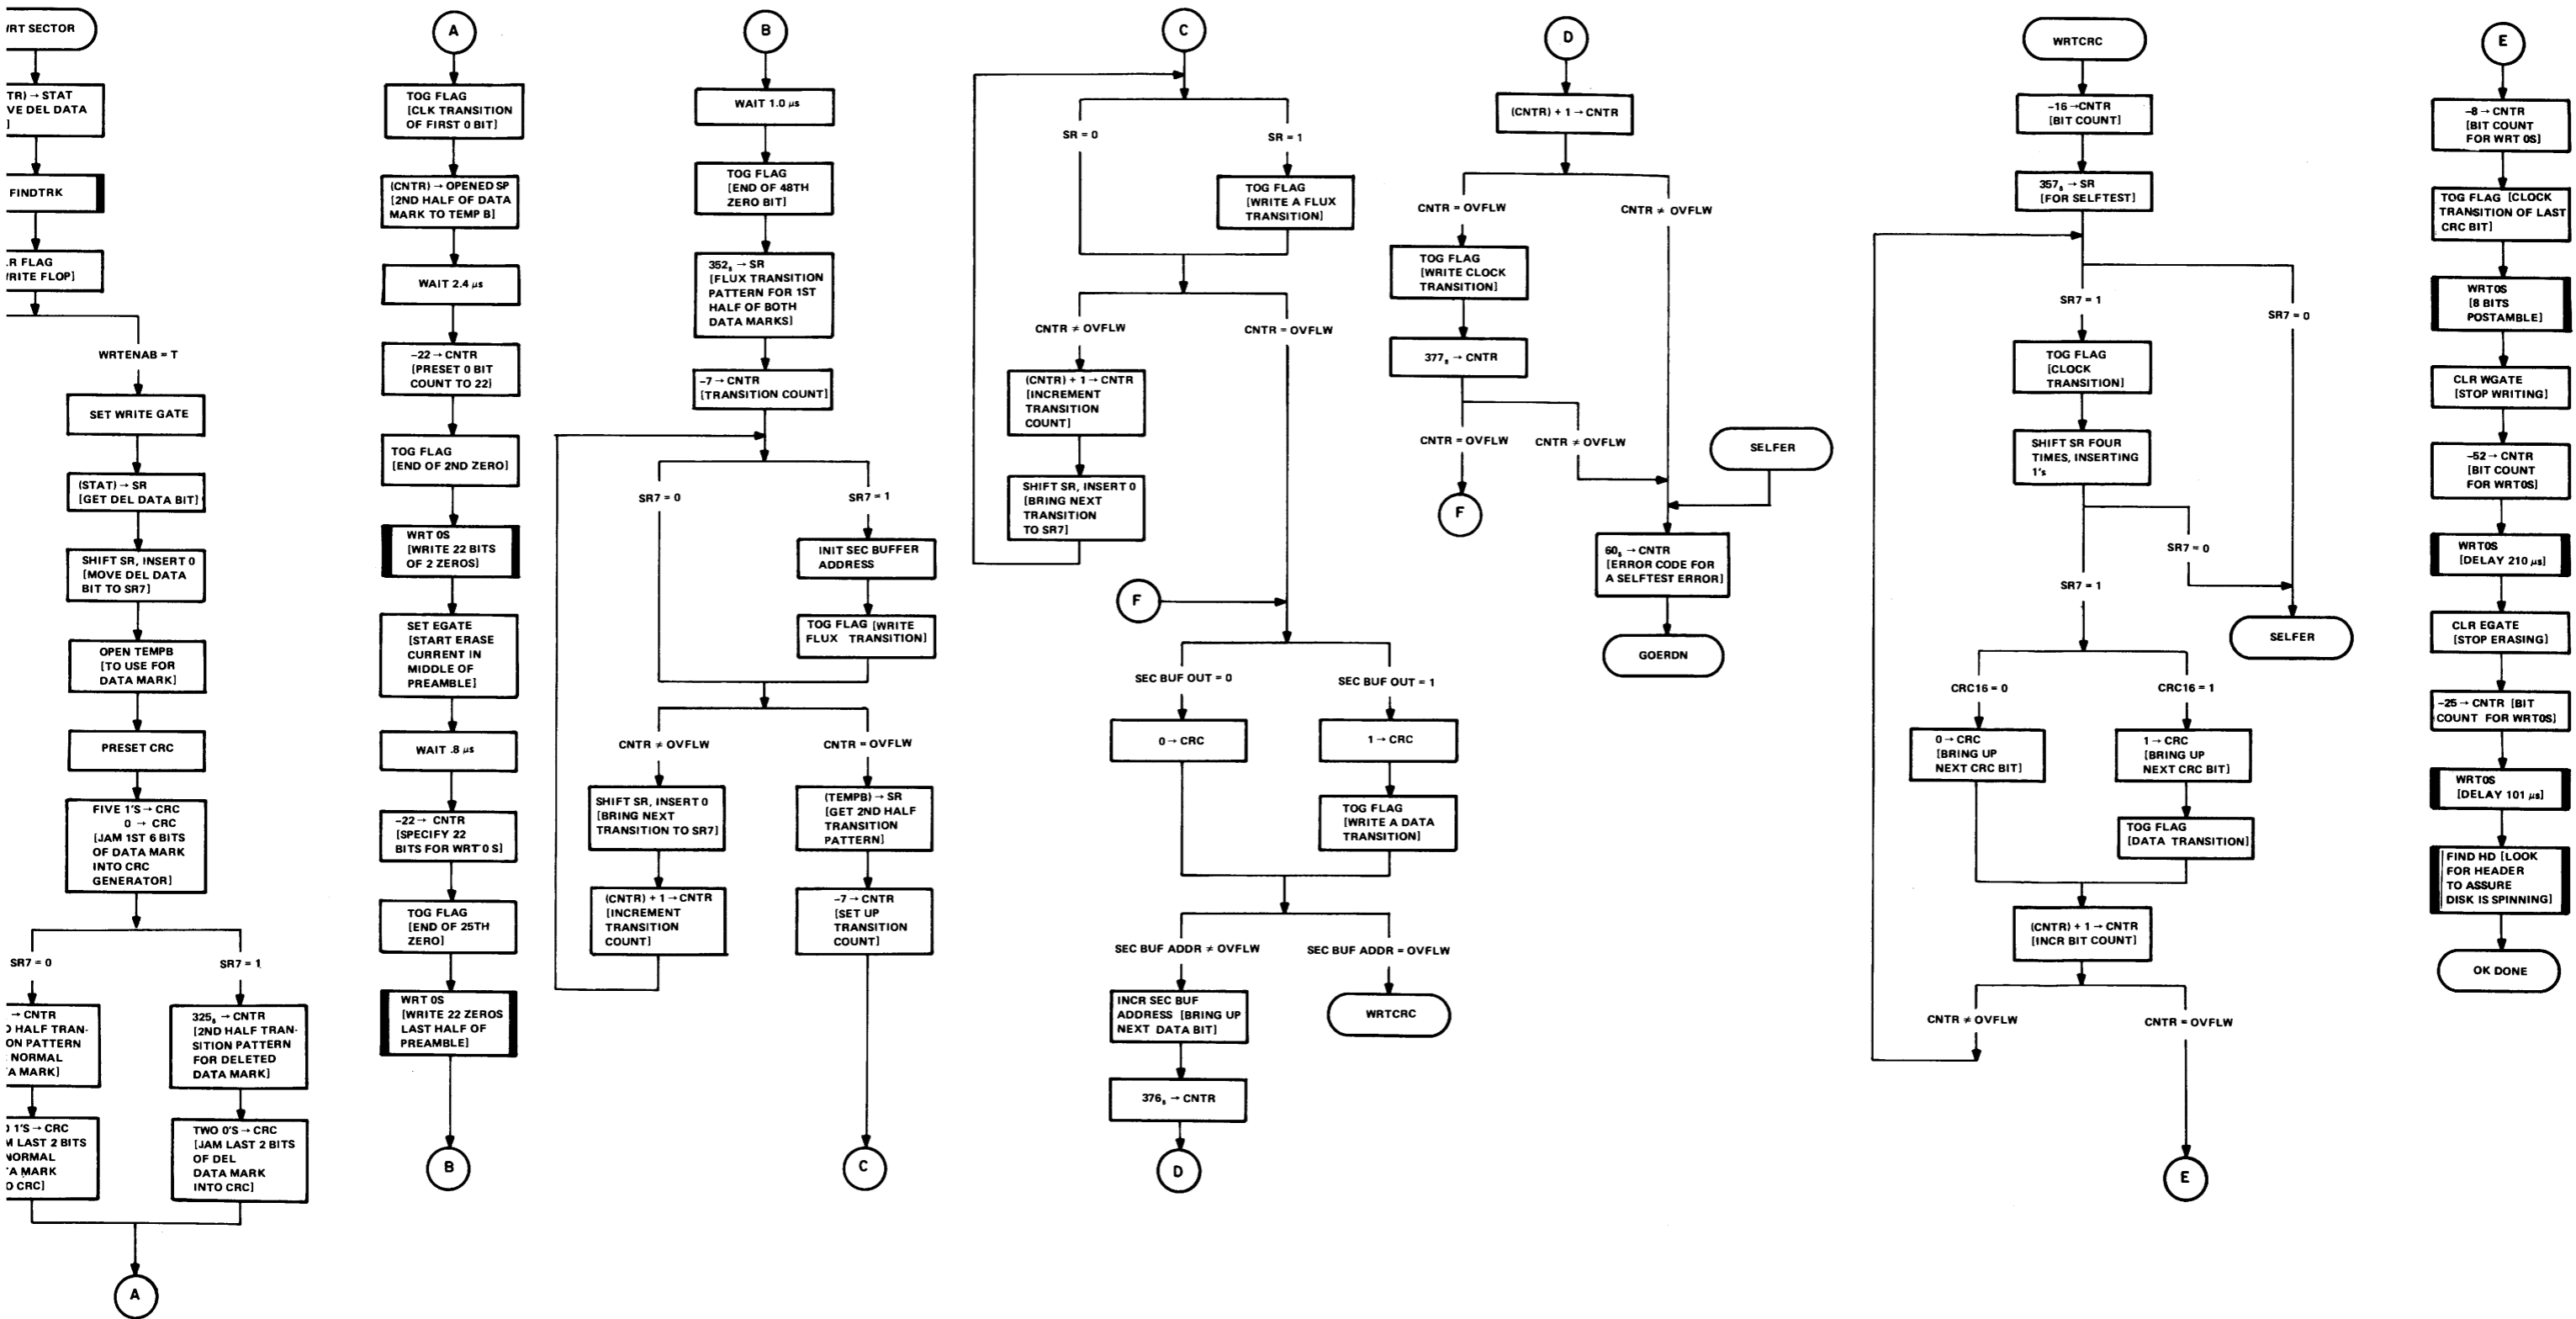 WRT SECTOR
TR) → STAT
VE DEL DATA
]
FINDTRK
R FLAG
WRITE FLOP]
WRTENAB = T
SET WRITE GATE
(STAT) → SR
[GET DEL DATA BIT]
SHIFT SR, INSERT 0
[MOVE DEL DATA
BIT TO SR7]
OPEN TEMPB
[TO USE FOR
DATA MARK]
PRESET CRC
FIVE 1'S → CRC
0 → CRC
[JAM 1ST 6 BITS
OF DATA MARK
INTO CRC
GENERATOR]
SR7 = 0
SR7 = 1
→ CNTR
D HALF TRAN-
ON PATTERN
NORMAL
A MARK]
325₈ → CNTR
[2ND HALF TRAN-
SITION PATTERN
FOR DELETED
DATA MARK]
O 1'S → CRC
M LAST 2 BITS
NORMAL
TA MARK
O CRC]
TWO 0'S → CRC
[JAM LAST 2 BITS
OF DEL
DATA MARK
INTO CRC]
A
A
TOG FLAG
[CLK TRANSITION
OF FIRST 0 BIT]
(CNTR) → OPENED SP
[2ND HALF OF DATA
MARK TO TEMP B]
WAIT 2.4 μs
-22 → CNTR
[PRESET 0 BIT
COUNT TO 22]
TOG FLAG
[END OF 2ND ZERO]
WRT 0S
[WRITE 22 BITS
OF 2 ZEROS]
SET EGATE
[START ERASE
CURRENT IN
MIDDLE OF
PREAMBLE]
WAIT .8 μs
-22 → CNTR
[SPECIFY 22
BITS FOR WRT 0 S]
TOG FLAG
[END OF 25TH
ZERO]
WRT 0S
[WRITE 22 ZEROS
LAST HALF OF
PREAMBLE]
B
B
WAIT 1.0 μs
TOG FLAG
[END OF 48TH
ZERO BIT]
352₈ → SR
[FLUX TRANSITION
PATTERN FOR 1ST
HALF OF BOTH
DATA MARKS]
-7 → CNTR
[TRANSITION COUNT]
SR7 = 0
SR7 = 1
INIT SEC BUFFER
ADDRESS
TOG FLAG [WRITE
FLUX TRANSITION]
CNTR ≠ OVFLW
CNTR = OVFLW
SHIFT SR, INSERT 0
[BRING NEXT
TRANSITION TO SR7]
(TEMPB) → SR
[GET 2ND HALF
TRANSITION
PATTERN]
(CNTR) + 1 → CNTR
[INCREMENT
TRANSITION
COUNT]
-7 → CNTR
[SET UP
TRANSITION
COUNT]
C
C
SR = 0
SR = 1
TOG FLAG
[WRITE A FLUX
TRANSITION]
CNTR ≠ OVFLW
CNTR = OVFLW
(CNTR) + 1 → CNTR
[INCREMENT
TRANSITION
COUNT]
SHIFT SR, INSERT 0
[BRING NEXT
TRANSITION
TO SR7]
F
SEC BUF OUT = 0
SEC BUF OUT = 1
0 → CRC
1 → CRC
TOG FLAG
[WRITE A DATA
TRANSITION]
SEC BUF ADDR ≠ OVFLW
SEC BUF ADDR = OVFLW
INCR SEC BUF
ADDRESS [BRING UP
NEXT DATA BIT]
WRTCRC
376₈ → CNTR
D
D
(CNTR) + 1 → CNTR
CNTR = OVFLW
CNTR ≠ OVFLW
TOG FLAG
[WRITE CLOCK
TRANSITION]
377₈ → CNTR
CNTR = OVFLW
CNTR ≠ OVFLW
SELFER
F
60₈ → CNTR
[ERROR CODE FOR
A SELFTEST ERROR]
GOERDN
WRTCRC
-16 → CNTR
[BIT COUNT]
357₈ → SR
[FOR SELFTEST]
SR7 = 1
SR7 = 0
TOG FLAG
[CLOCK
TRANSITION]
SHIFT SR FOUR
TIMES, INSERTING
1's
SR7 = 0
SR7 = 1
SELFER
CRC16 = 0
CRC16 = 1
0 → CRC
[BRING UP
NEXT CRC BIT]
1 → CRC
[BRING UP
NEXT CRC BIT]
TOG FLAG
[DATA TRANSITION]
(CNTR) + 1 → CNTR
[INCR BIT COUNT]
CNTR ≠ OVFLW
CNTR = OVFLW
E
E
-8 → CNTR
[BIT COUNT
FOR WRT 0S]
TOG FLAG [CLOCK
TRANSITION OF LAST
CRC BIT]
WRT0S
[8 BITS
POSTAMBLE]
CLR WGATE
[STOP WRITING]
-52 → CNTR
[BIT COUNT
FOR WRT0S]
WRT0S
[DELAY 210 μs]
CLR EGATE
[STOP ERASING]
-25 → CNTR [BIT
COUNT FOR WRT0S]
WRT0S
[DELAY 101 μs]
FIND HD [LOOK
FOR HEADER
TO ASSURE
DISK IS SPINNING]
OK DONE